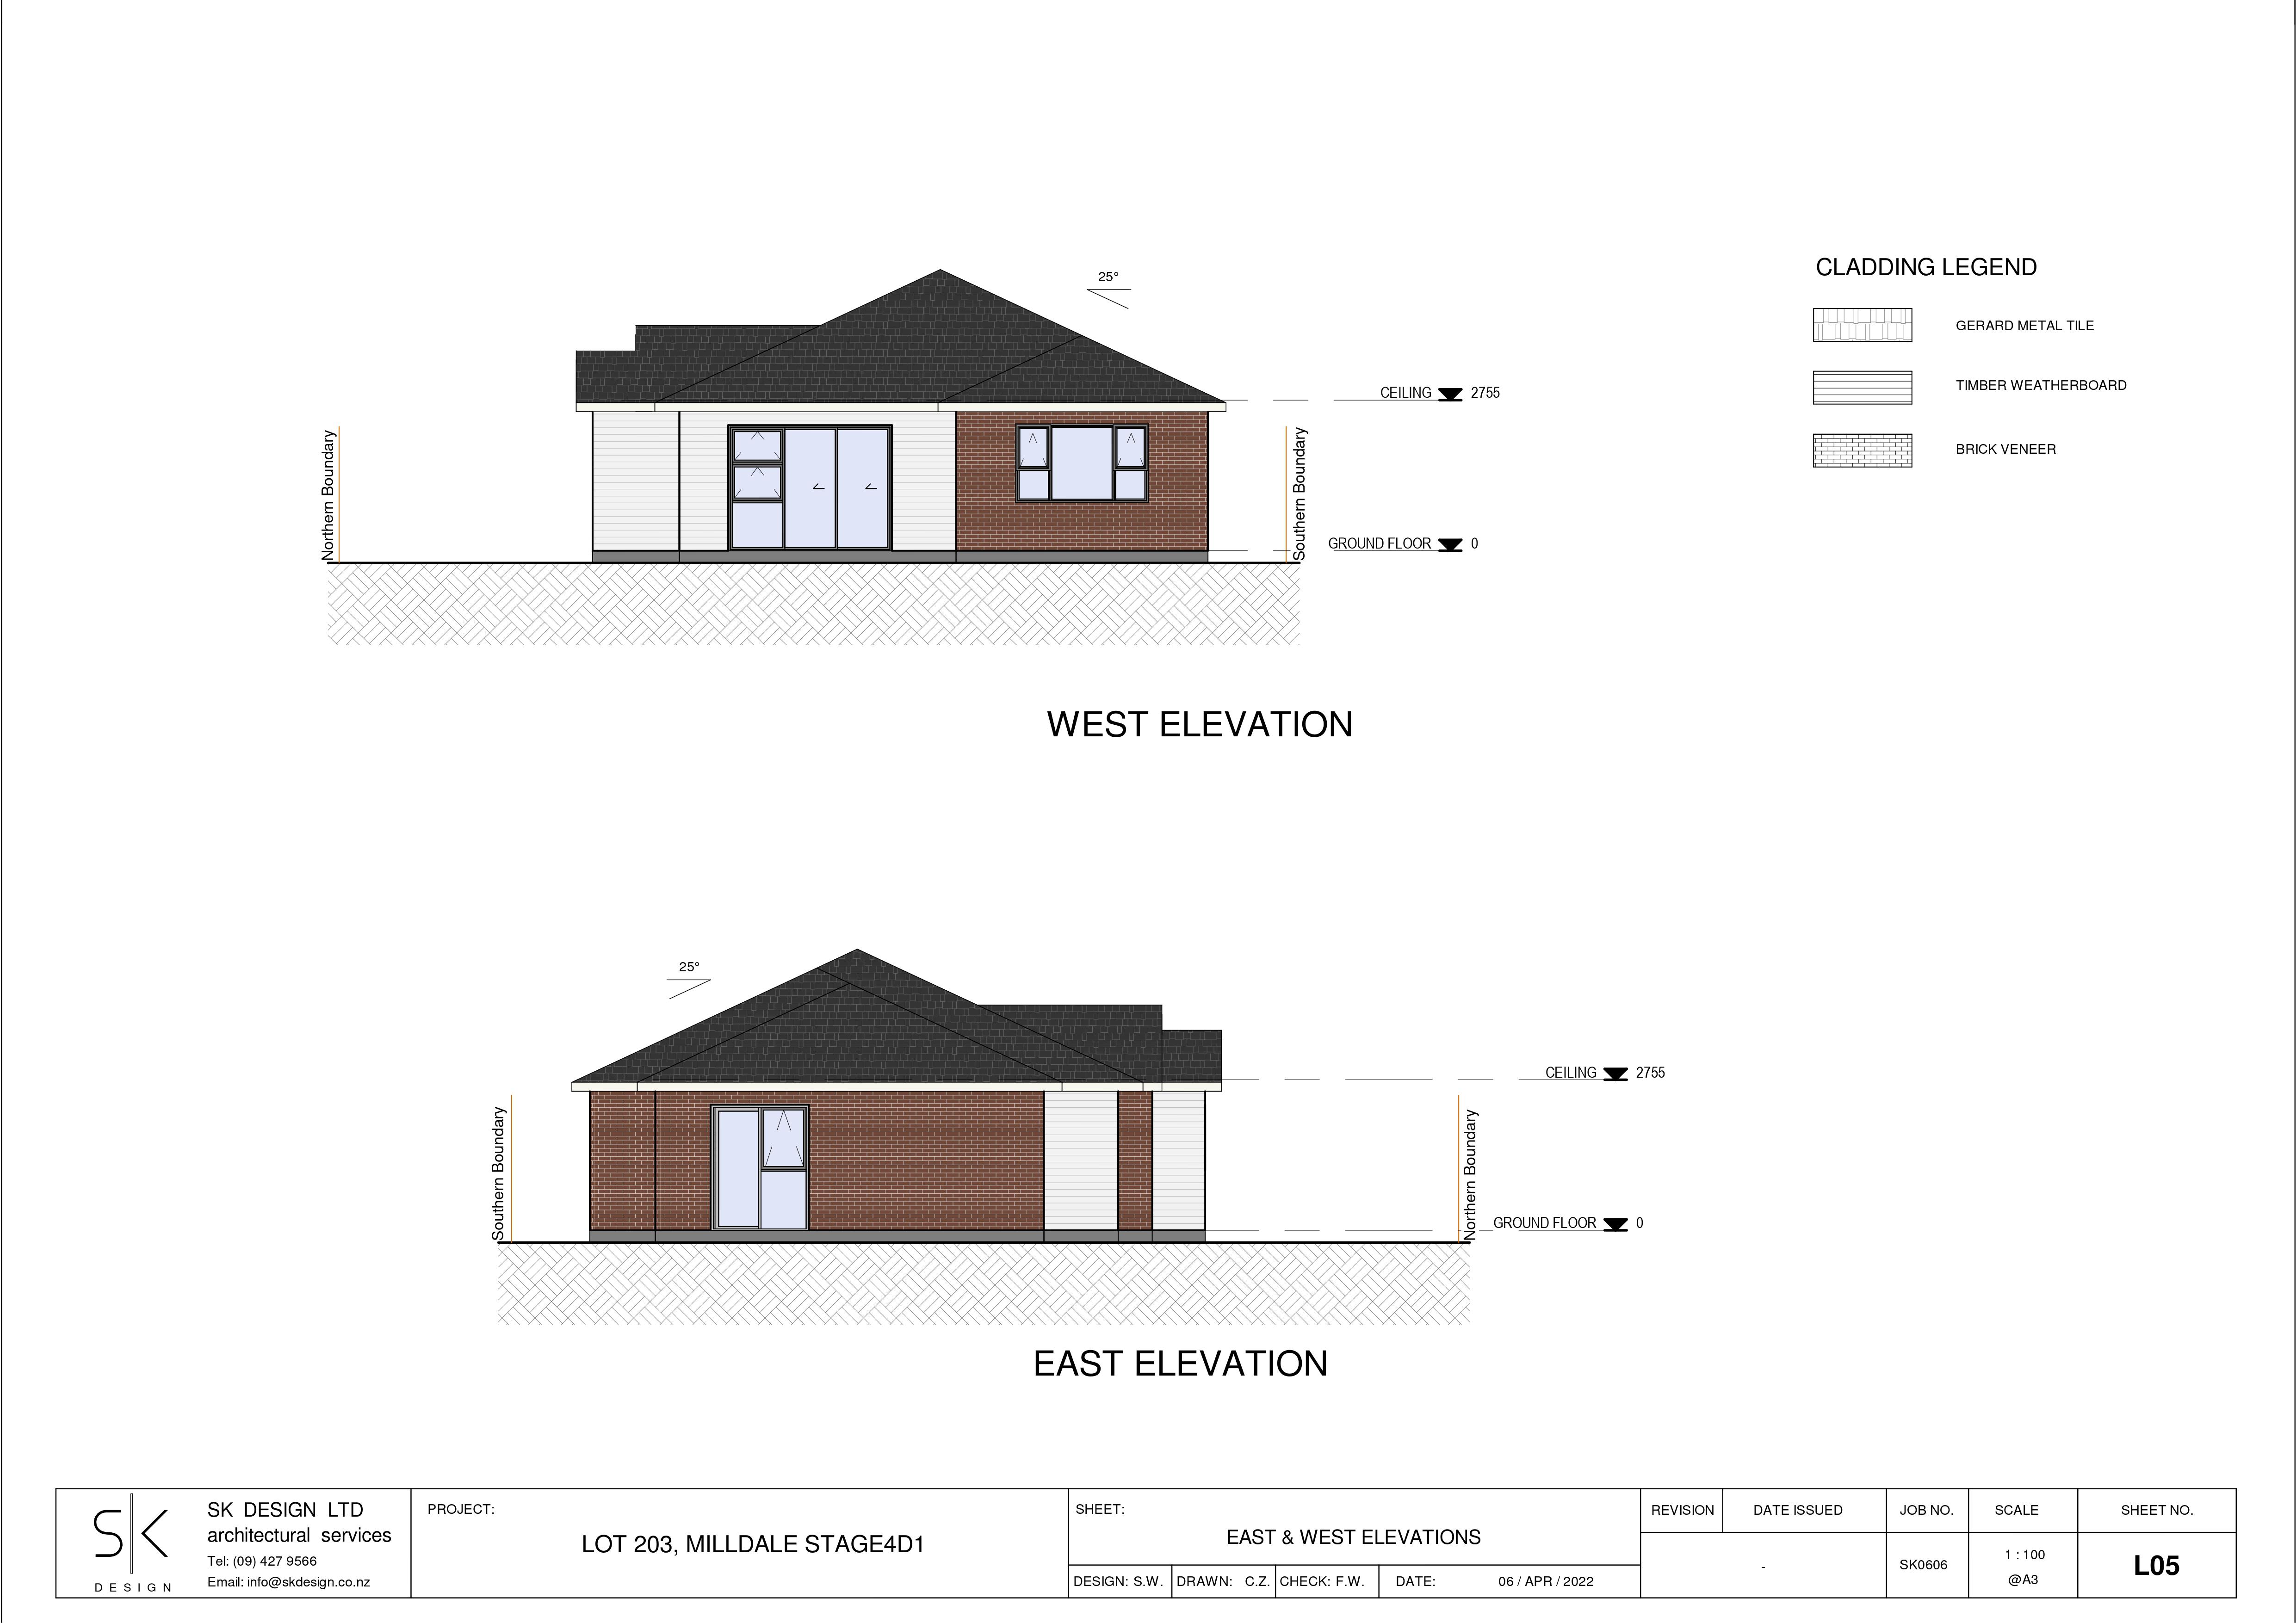 25°
CEILING 2755
Northern Boundary
Southern Boundary
GROUND FLOOR 0
WEST ELEVATION
CLADDING LEGEND
GERARD METAL TILE
TIMBER WEATHERBOARD
BRICK VENEER
25°
CEILING 2755
Southern Boundary
Northern Boundary
GROUND FLOOR 0
EAST ELEVATION
SK
DESIGN
SK DESIGN LTD
architectural services
Tel: (09) 427 9566
Email: info@skdesign.co.nz
PROJECT:
LOT 203, MILLDALE STAGE4D1
SHEET:
EAST & WEST ELEVATIONS
DESIGN: S.W. DRAWN: C.Z. CHECK: F.W. DATE: 06 / APR / 2022
REVISION DATE ISSUED
-
JOB NO.
SK0606
SCALE
1 : 100
@A3
SHEET NO.
L05